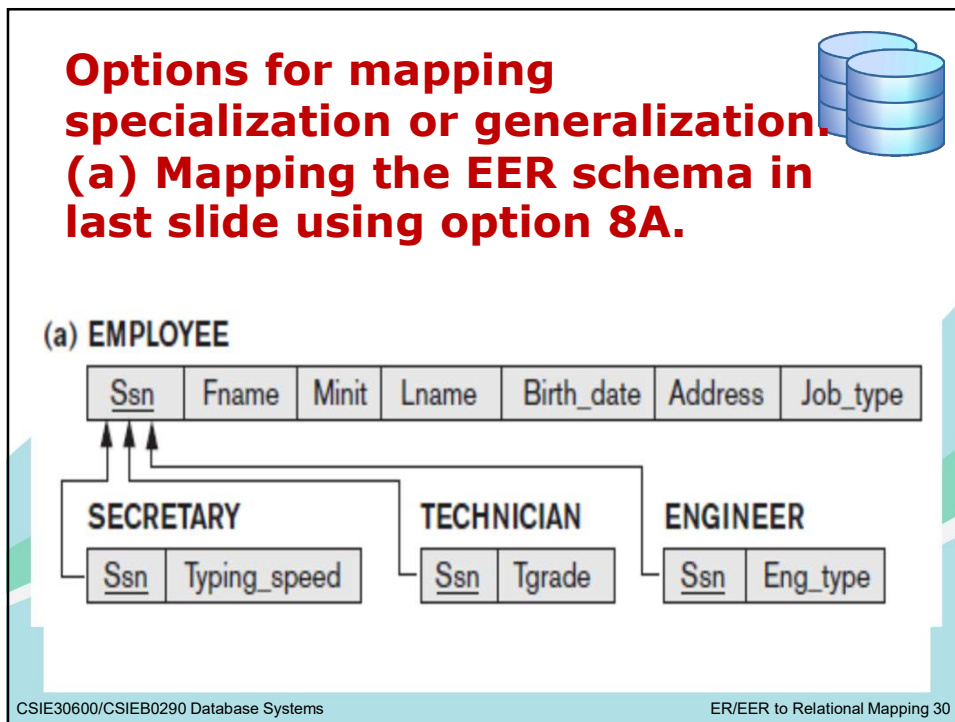 Options for mapping
specialization or generalization.
(a) Mapping the EER schema in
last slide using option 8A.
(a) EMPLOYEE
Ssn Fname Minit Lname Birth_date Address Job_type
SECRETARY TECHNICIAN ENGINEER
Ssn Typing_speed Ssn Tgrade Ssn Eng_type
CSIE30600/CSIEB0290 Database Systems ER/EER to Relational Mapping 30